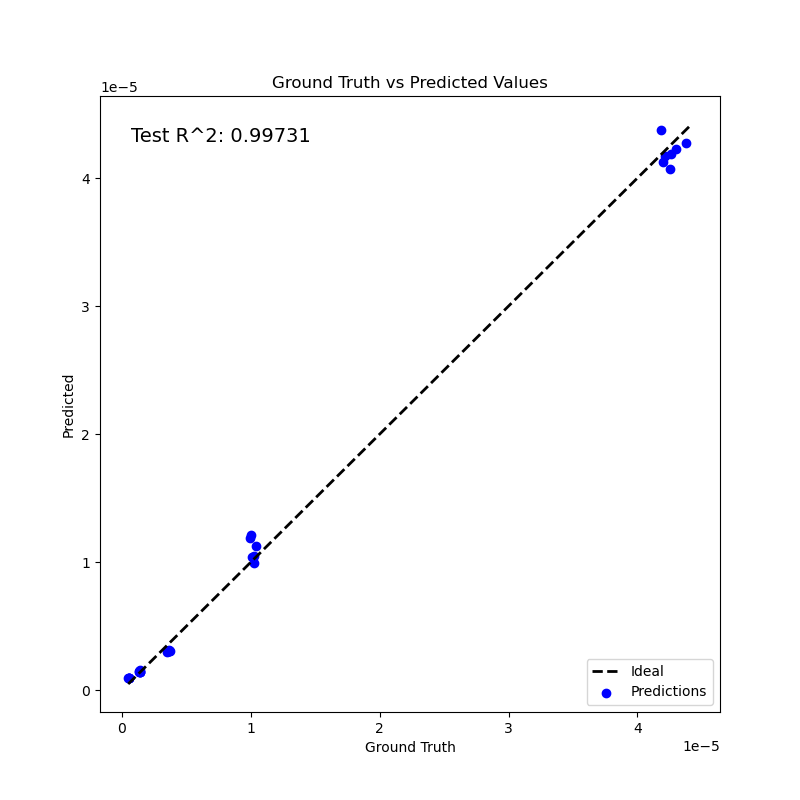 Ground Truth vs Predicted Values
1e−5
Test R^2: 0.99731
4
3
2
1
0
Predicted
Ideal
Predictions
0 1 2 3 4
Ground Truth
1e−5